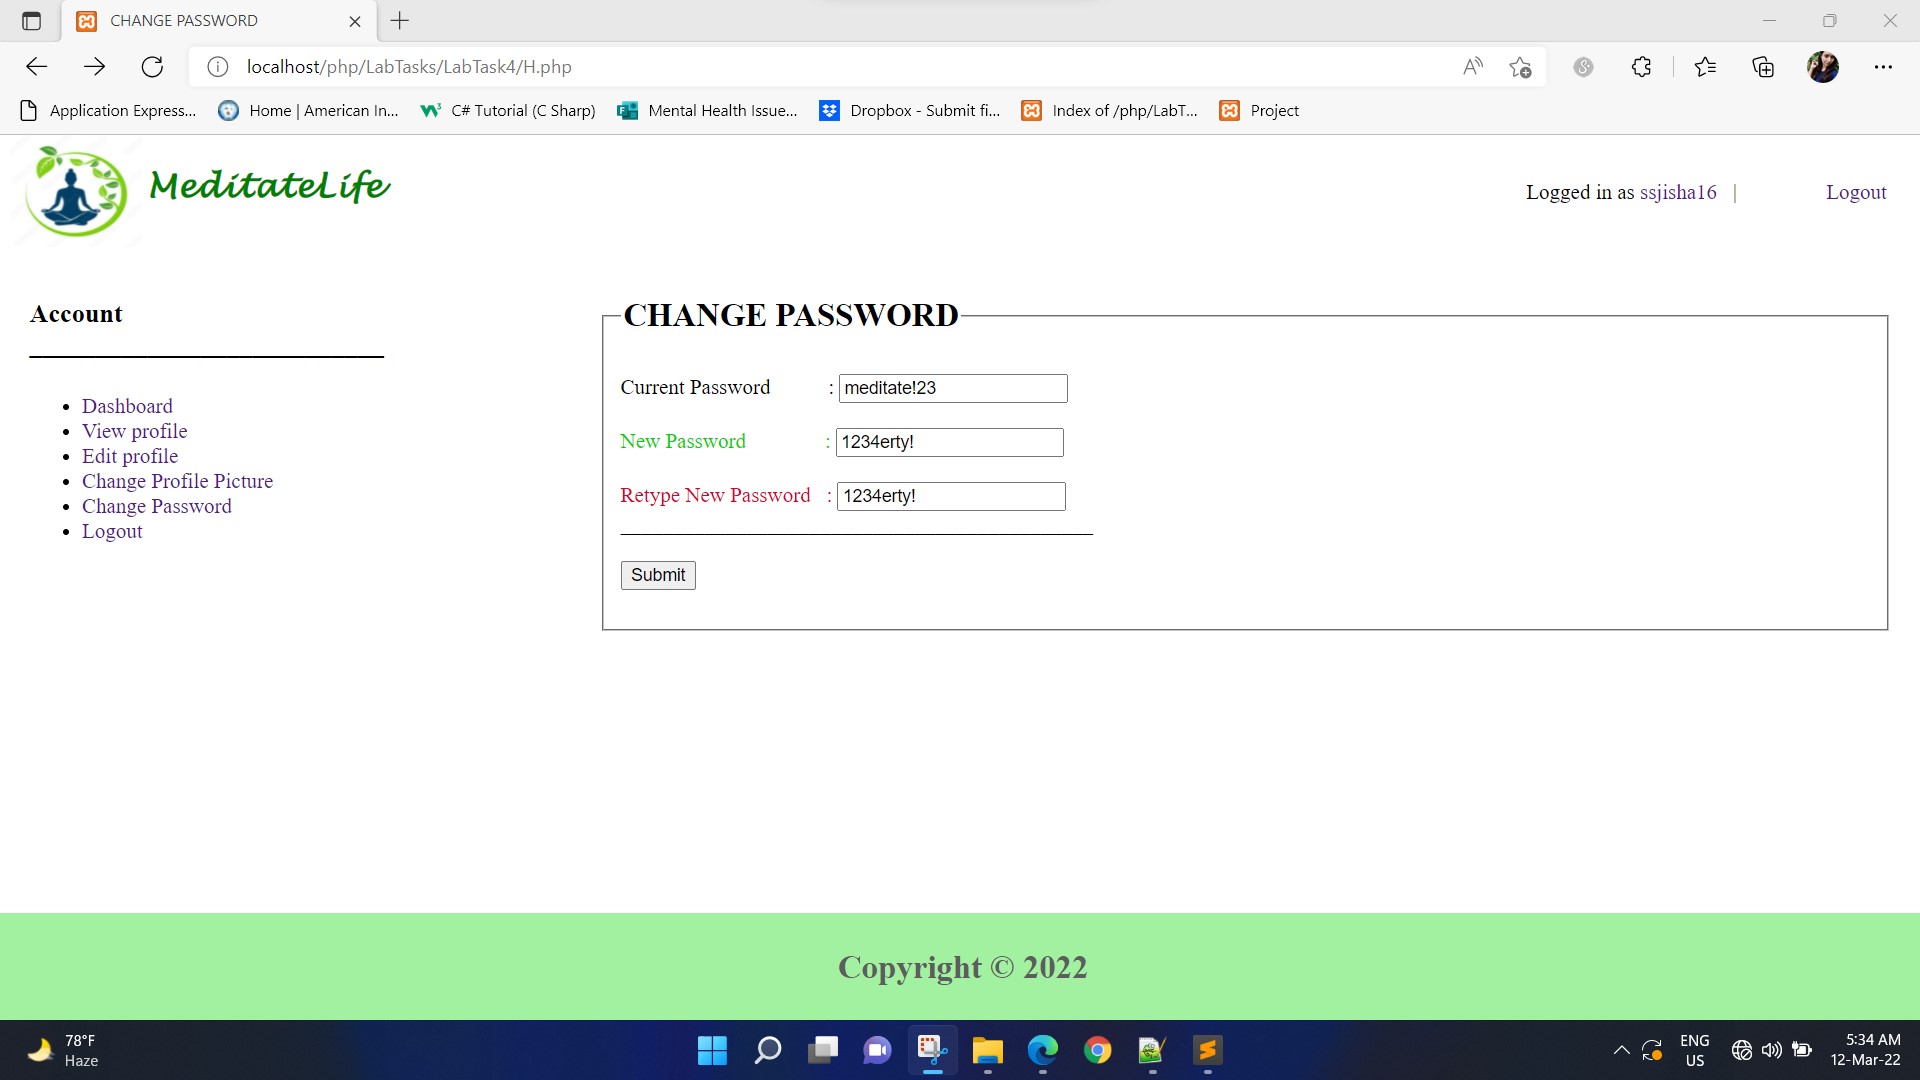 CHANGE PASSWORD
localhost/php/LabTasks/LabTask4/H.php
Application Express... Home | American In... C# Tutorial (C Sharp) Mental Health Issue... Dropbox - Submit fi... Index of /php/LabT... Project
MeditateLife
Logged in as ssjisha16 | Logout
Account
Dashboard
View profile
Edit profile
Change Profile Picture
Change Password
Logout
CHANGE PASSWORD
Current Password : meditate!23
New Password : 1234erty!
Retype New Password : 1234erty!
Submit
Copyright © 2022
78°F
Haze
ENG
US
5:34 AM
12-Mar-22